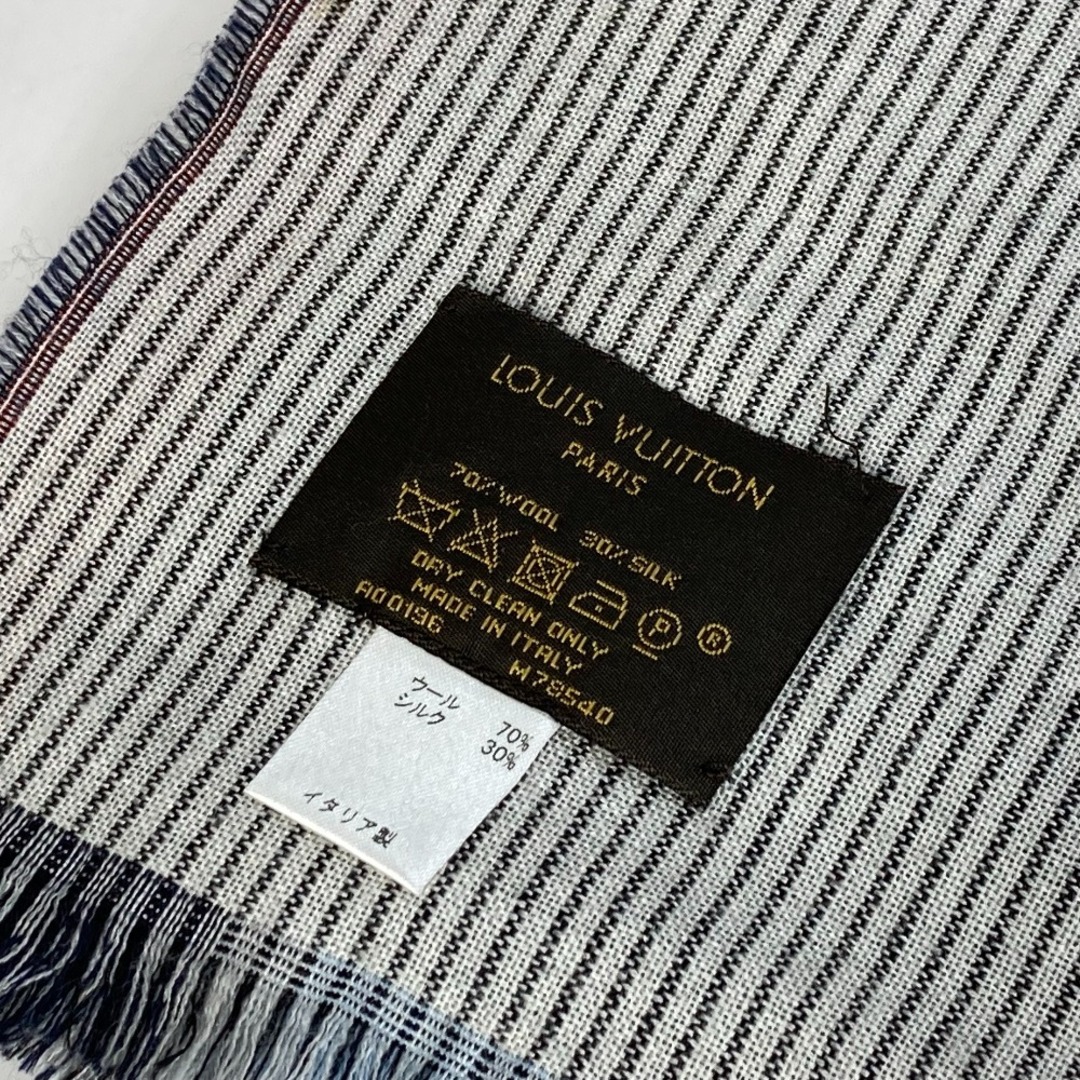 LOUIS VUITTON
PARIS
70% WOOL 30% SILK
P ®
DRY CLEAN ONLY
MADE IN ITALY
A00196 M78540
ウール 70%
シルク 30%
イタリア製